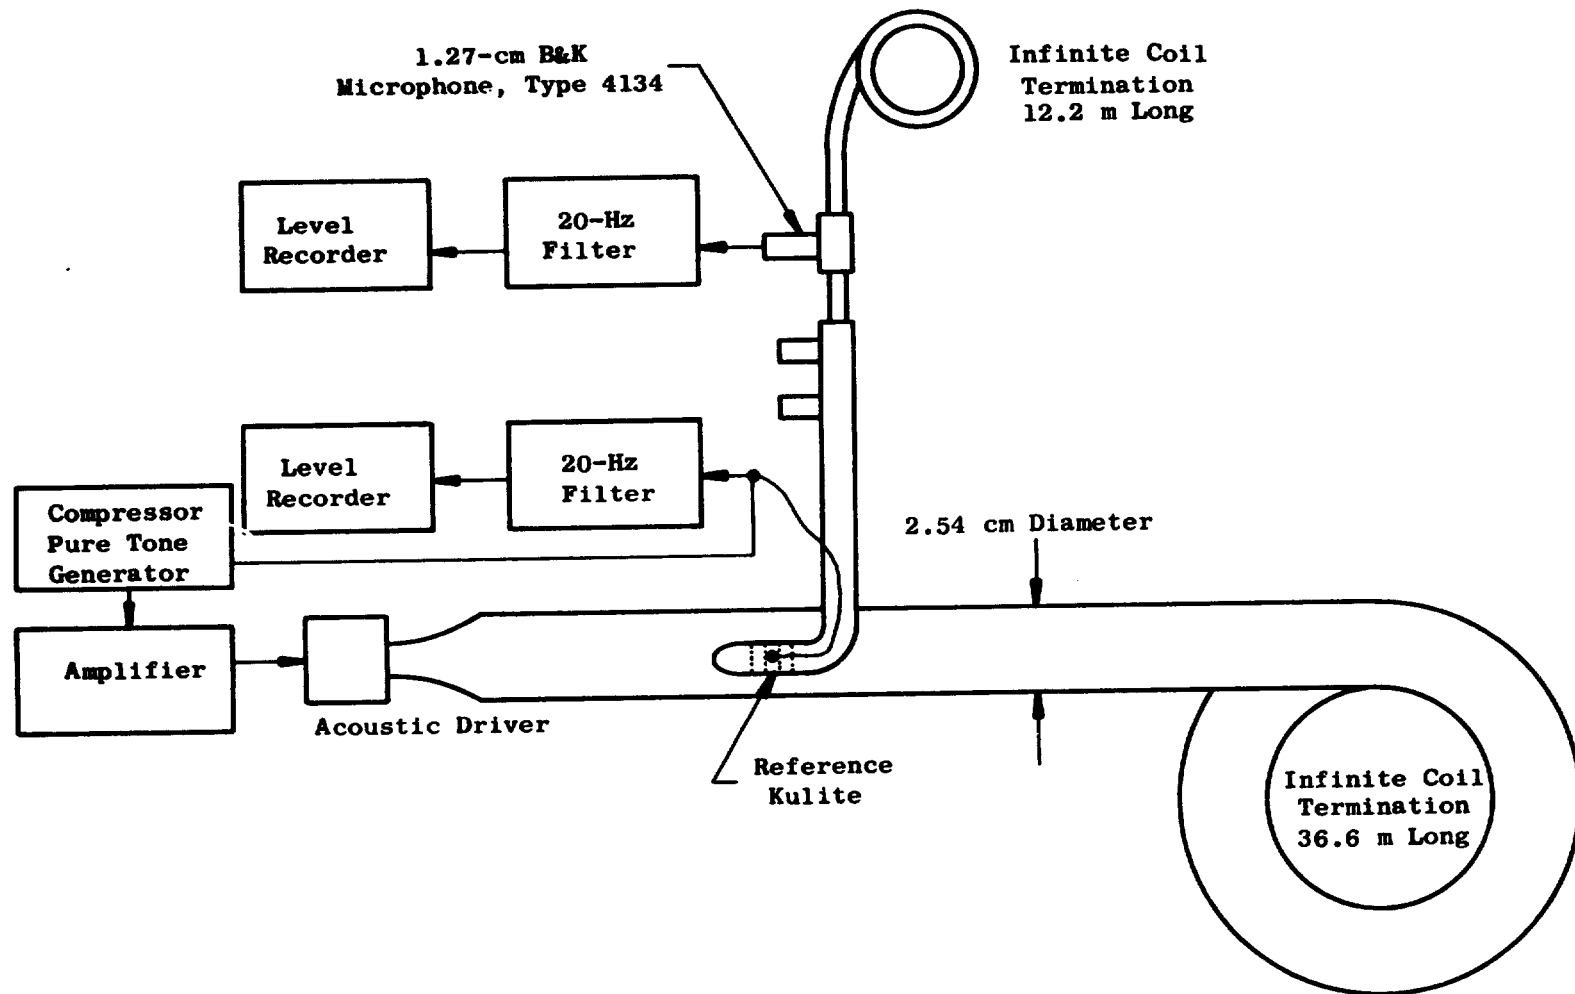 1.27-cm B&K
Microphone, Type 4134
Infinite Coil
Termination
12.2 m Long
Level
Recorder
20-Hz
Filter
Level
Recorder
20-Hz
Filter
Compressor
Pure Tone
Generator
2.54 cm Diameter
Amplifier
Acoustic Driver
Reference
Kulite
Infinite Coil
Termination
36.6 m Long